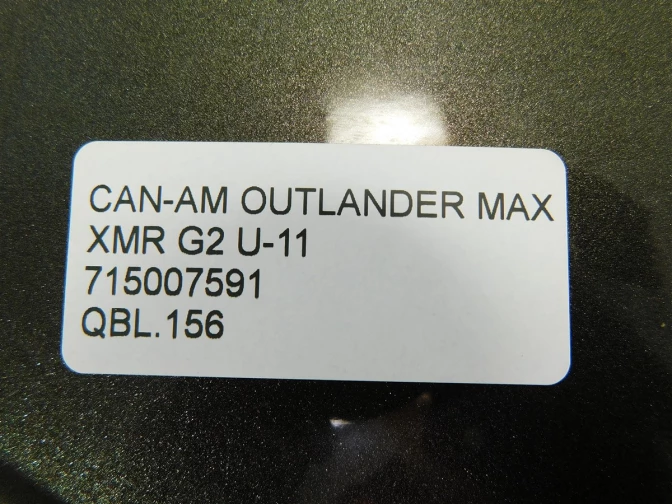 CAN-AM OUTLANDER MAX
XMR G2 U-11
715007591
QBL.156